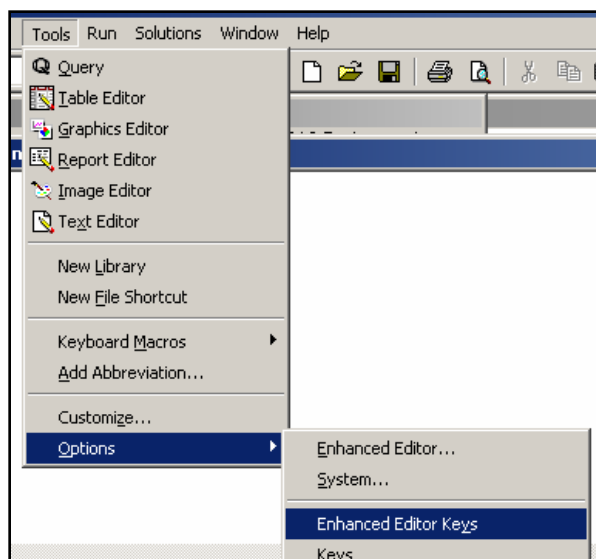 Tools Run Solutions Window Help
Query
Table Editor
Graphics Editor
Report Editor
Image Editor
Text Editor
New Library
New File Shortcut
Keyboard Macros
Add Abbreviation...
Customize...
Options
Enhanced Editor...
System...
Enhanced Editor Keys
Keys